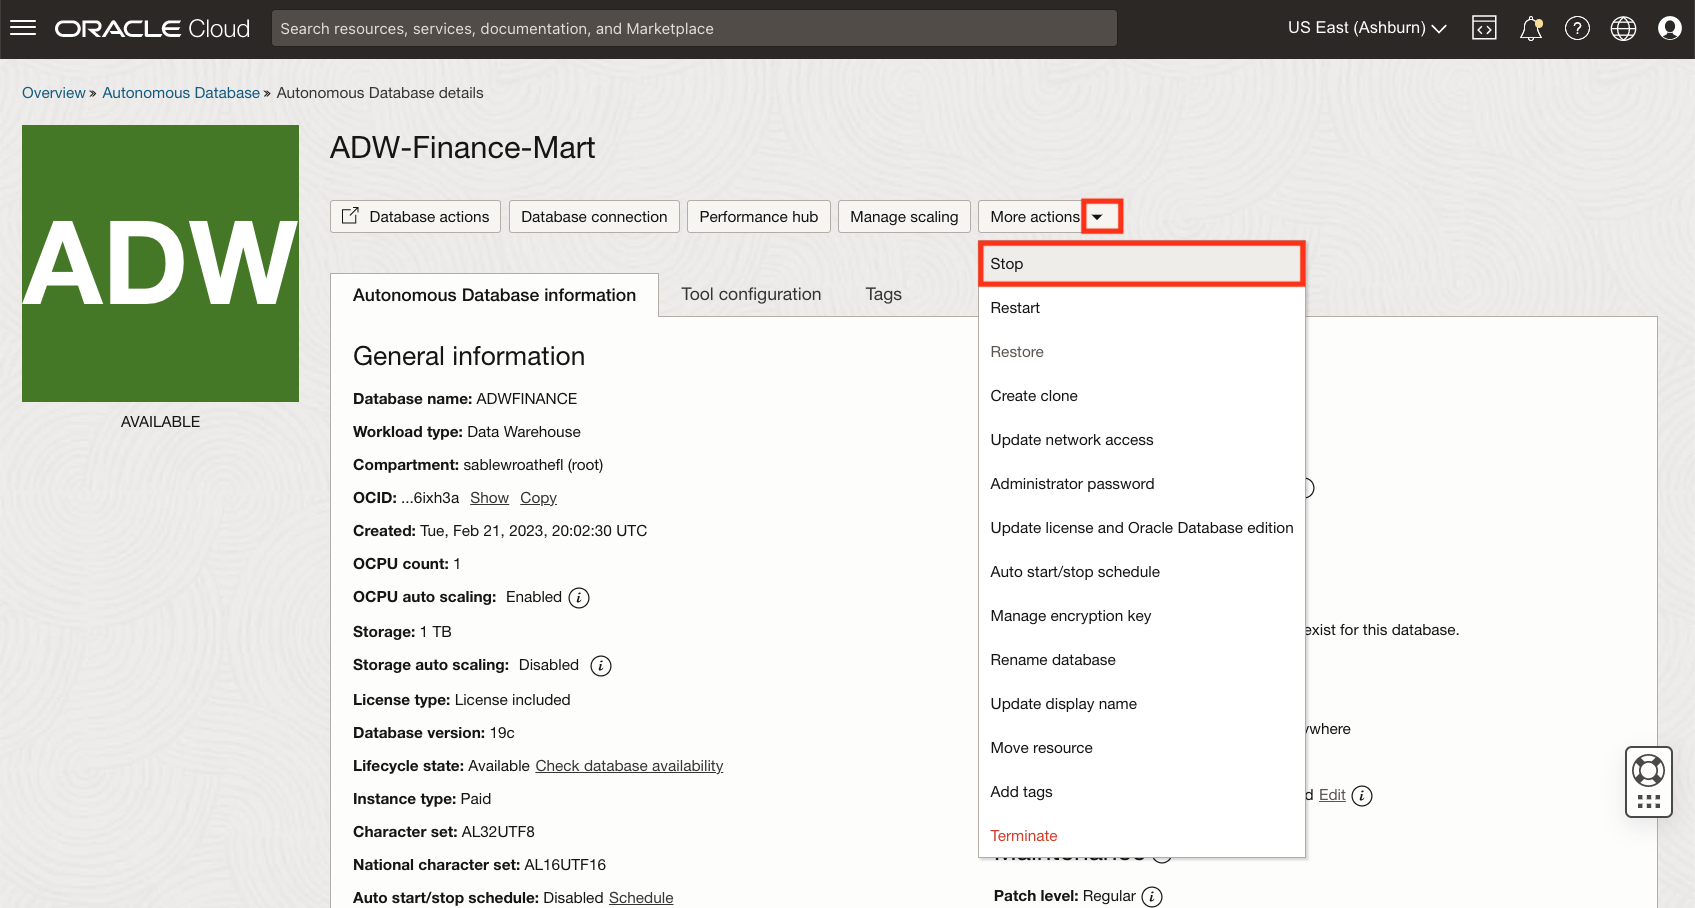 ORACLE Cloud
Search resources, services, documentation, and Marketplace
US East (Ashburn)
Overview » Autonomous Database » Autonomous Database details
ADW
AVAILABLE
ADW-Finance-Mart
Database actions
Database connection
Performance hub
Manage scaling
More actions
Stop
Restart
Restore
Create clone
Update network access
Administrator password
Update license and Oracle Database edition
Auto start/stop schedule
Manage encryption key
Rename database
Update display name
Move resource
Add tags
Terminate
Autonomous Database information
Tool configuration
Tags
General information
Database name: ADWFINANCE
Workload type: Data Warehouse
Compartment: sablewroathefl (root)
OCID: ...6ixh3a Show Copy
Created: Tue, Feb 21, 2023, 20:02:30 UTC
OCPU count: 1
OCPU auto scaling: Enabled
Storage: 1 TB
Storage auto scaling: Disabled
License type: License included
Database version: 19c
Lifecycle state: Available Check database availability
Instance type: Paid
Character set: AL32UTF8
National character set: AL16UTF16
Auto start/stop schedule: Disabled Schedule
exist for this database.
ywhere
d Edit
Patch level: Regular